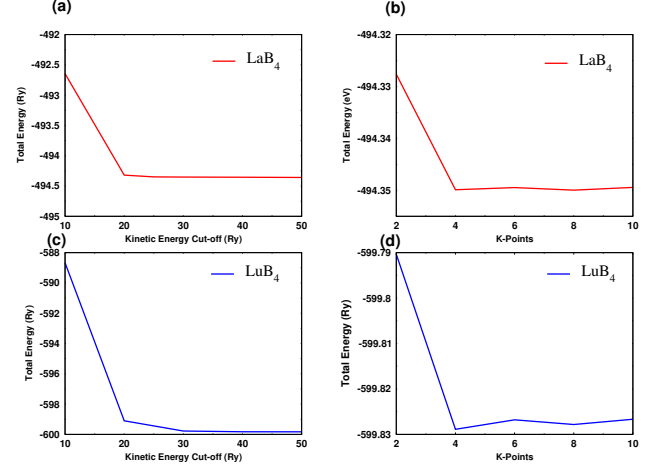 (a)
-492
-492.5
-493
-493.5
-494
-494.5
-495
Total Energy (Ry)
LaB4
10 20 30 40 50
Kinetic Energy Cut-off (Ry)
(b)
-494.32
-494.33
-494.34
-494.35
Total Energy (eV)
LaB4
2 4 6 8 10
K-Points
(c)
-588
-590
-592
-594
-596
-598
-600
Total Energy (Ry)
LuB4
10 20 30 40 50
Kinetic Energy Cut-off (Ry)
(d)
-599.79
-599.8
-599.81
-599.82
-599.83
Total Energy (Ry)
LuB4
2 4 6 8 10
K-Points